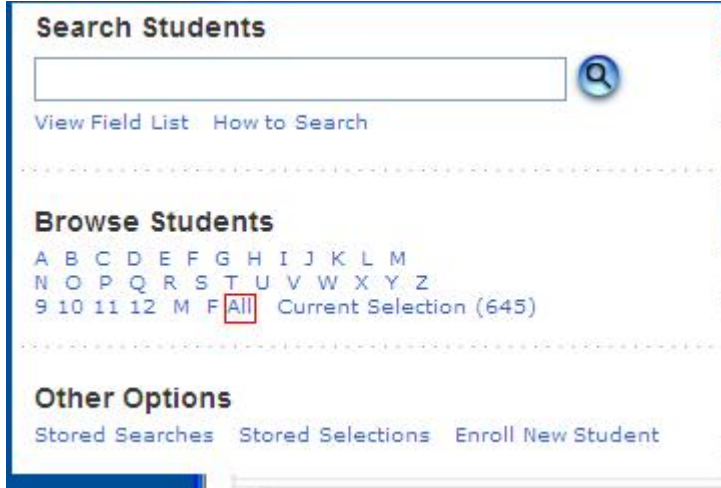 Search Students
View Field List How to Search
Browse Students
A B C D E F G H I J K L M
N O P Q R S T U V W X Y Z
9 10 11 12 M F All Current Selection (645)
Other Options
Stored Searches Stored Selections Enroll New Student